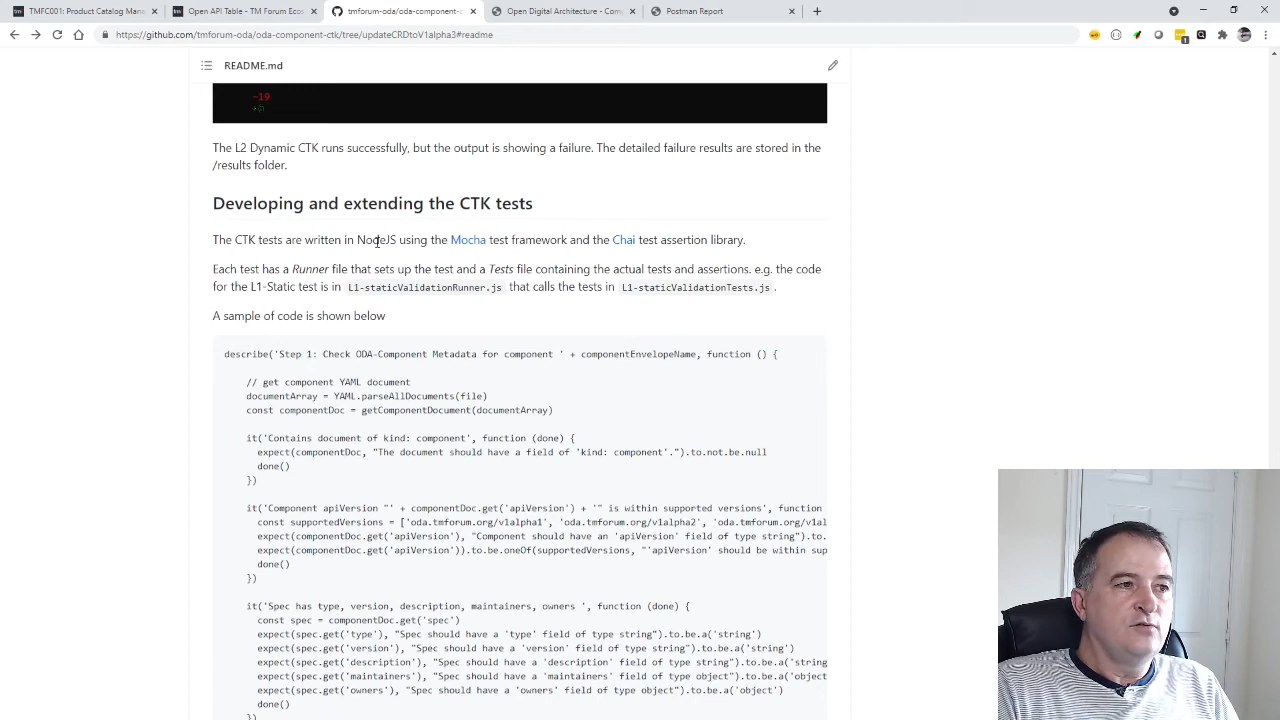 TMFC001: Product Catalog Man
Open API Table - TM Forum Eco
tmforum-oda/oda-component-c
Open Digital Architecture - Com
Postman Report
https://github.com/tmforum-oda/oda-component-ctk/tree/updateCRDtoV1alpha3#readme
README.md
-19
The L2 Dynamic CTK runs successfully, but the output is showing a failure. The detailed failure results are stored in the
/results folder.
Developing and extending the CTK tests
The CTK tests are written in NodeJS using the Mocha test framework and the Chai test assertion library.
Each test has a Runner file that sets up the test and a Tests file containing the actual tests and assertions. e.g. the code
for the L1-Static test is in L1-staticValidationRunner.js that calls the tests in L1-staticValidationTests.js .
A sample of code is shown below
describe('Step 1: Check ODA-Component Metadata for component ' + componentEnvelopeName, function () {
// get component YAML document
documentArray = YAML.parseAllDocuments(file)
const componentDoc = getComponentDocument(documentArray)
it('Contains document of kind: component', function (done) {
expect(componentDoc, "The document should have a field of 'kind: component'.").to.not.be.null
done()
})
it('Component apiVersion "' + componentDoc.get('apiVersion') + '" is within supported versions', function
const supportedVersions = ['oda.tmforum.org/v1alpha1', 'oda.tmforum.org/v1alpha2', 'oda.tmforum.org/v1al
expect(componentDoc.get('apiVersion'), "Component should have an 'apiVersion' field of type string").to.
expect(componentDoc.get('apiVersion')).to.be.oneOf(supportedVersions, "'apiVersion' should be within sup
done()
})
it('Spec has type, version, description, maintainers, owners ', function (done) {
const spec = componentDoc.get('spec')
expect(spec.get('type'), "Spec should have a 'type' field of type string").to.be.a('string')
expect(spec.get('version'), "Spec should have a 'version' field of type string").to.be.a('string')
expect(spec.get('description'), "Spec should have a 'description' field of type string").to.be.a('string
expect(spec.get('maintainers'), "Spec should have a 'maintainers' field of type object").to.be.a('object
expect(spec.get('owners'), "Spec should have a 'owners' field of type object").to.be.a('object')
done()
})